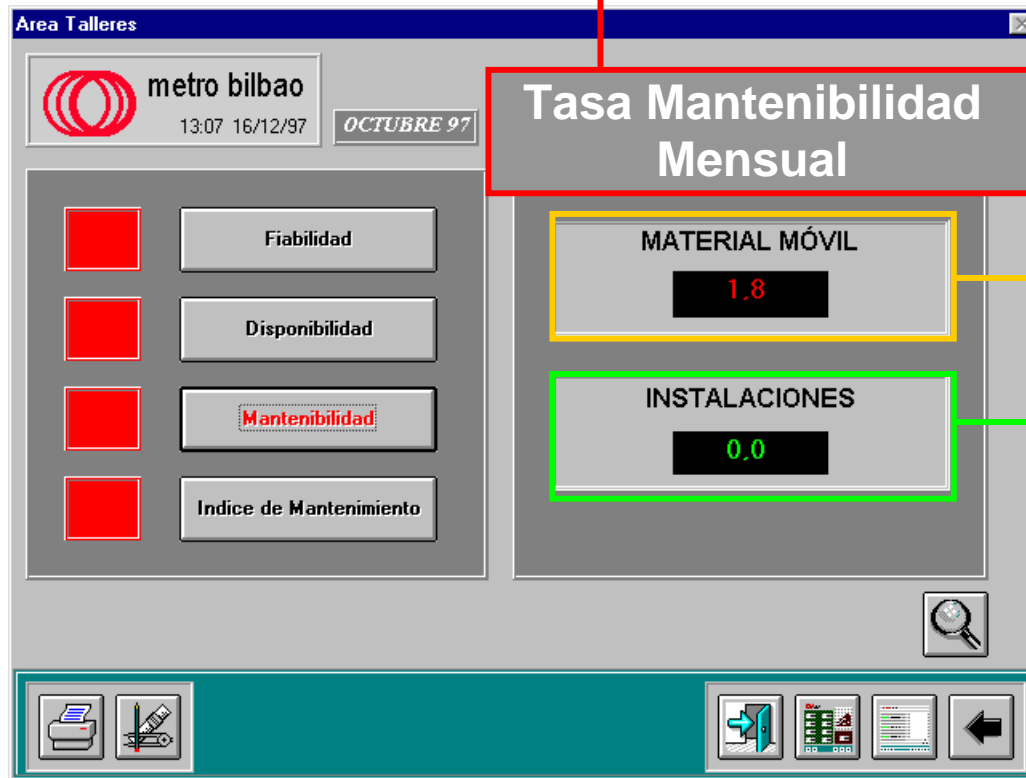 Area Talleres
metro bilbao
13:07 16/12/97
OCTUBRE 97
Tasa Mantenibilidad
Mensual
Fiabilidad
Disponibilidad
Mantenibilidad
Indice de Mantenimiento
MATERIAL MÓVIL
1,8
INSTALACIONES
0,0